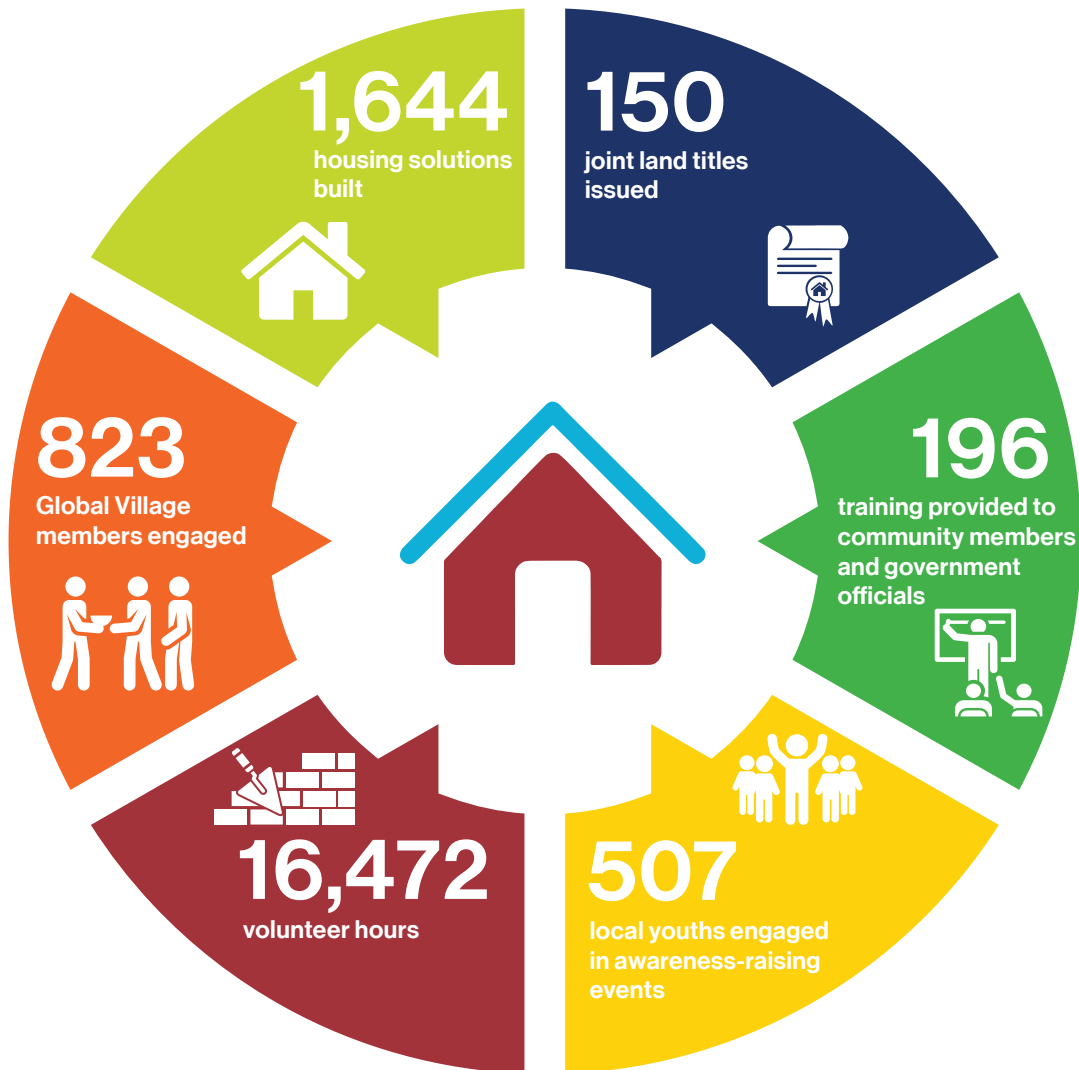 1,644
housing solutions
built
150
joint land titles
issued
823
Global Village
members engaged
196
training provided to
community members
and government
officials
16,472
volunteer hours
507
local youths engaged
in awareness-raising
events